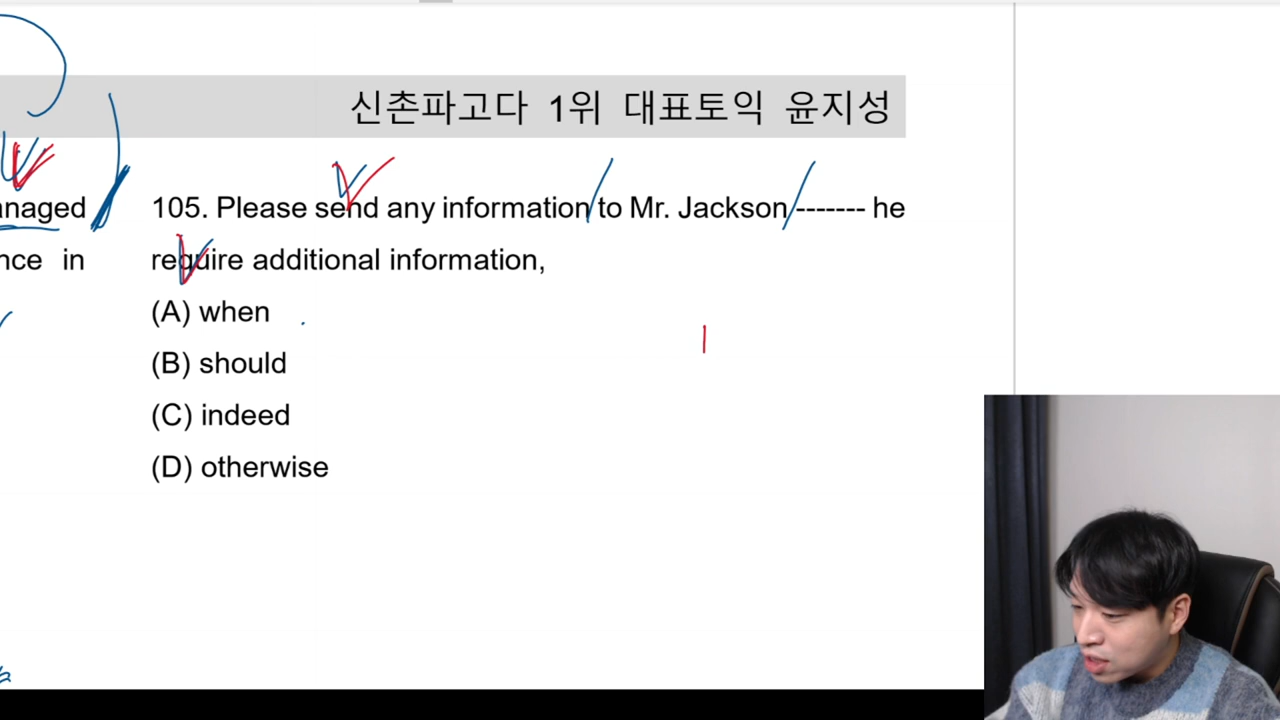 신촌파고다 1위 대표토익 윤지성
anaged
nce in
105. Please send any information to Mr. Jackson ------- he
require additional information,
(A) when
(B) should
(C) indeed
(D) otherwise